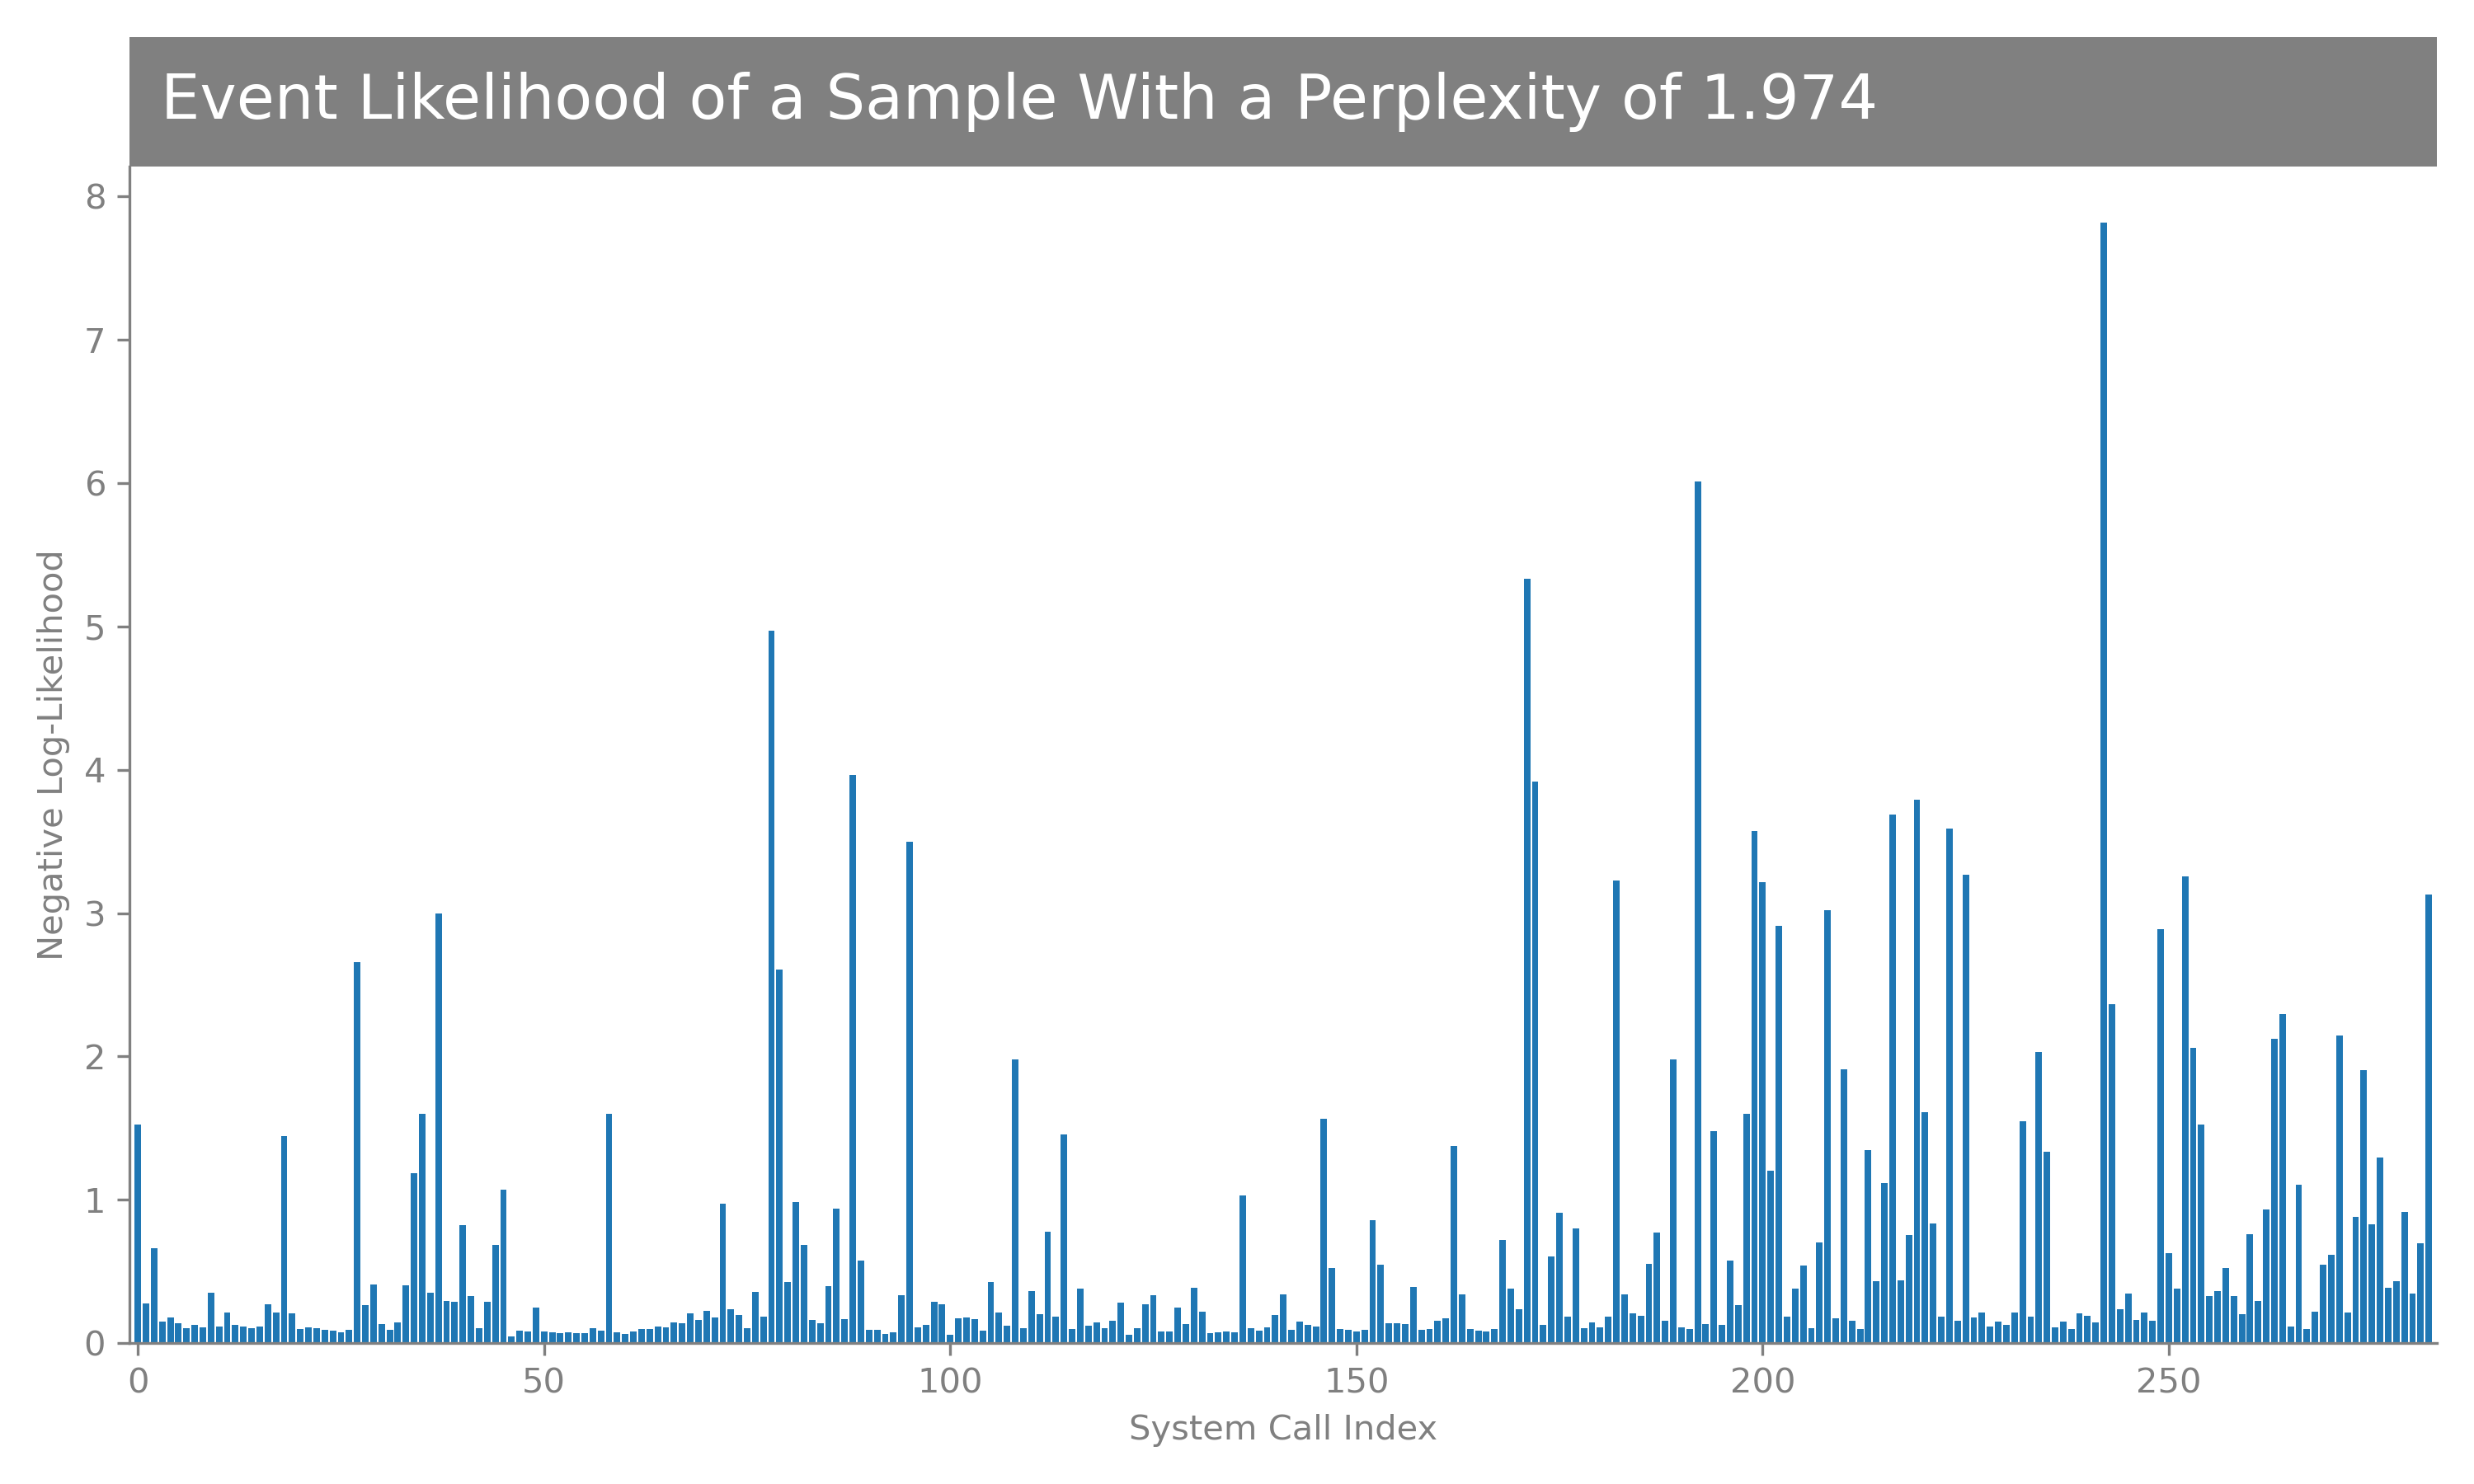 Event Likelihood of a Sample With a Perplexity of 1.974
8
7
6
5
4
3
2
1
0
Negative Log-Likelihood
0 50 100 150 200 250
System Call Index